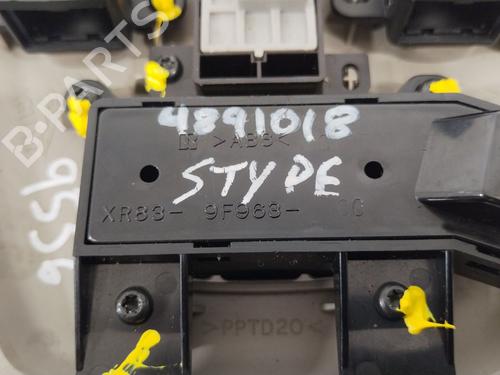 B-PARTS
4891018
>ABS<
STYPE
XR83- 9F963-
>PPTD20<
9556